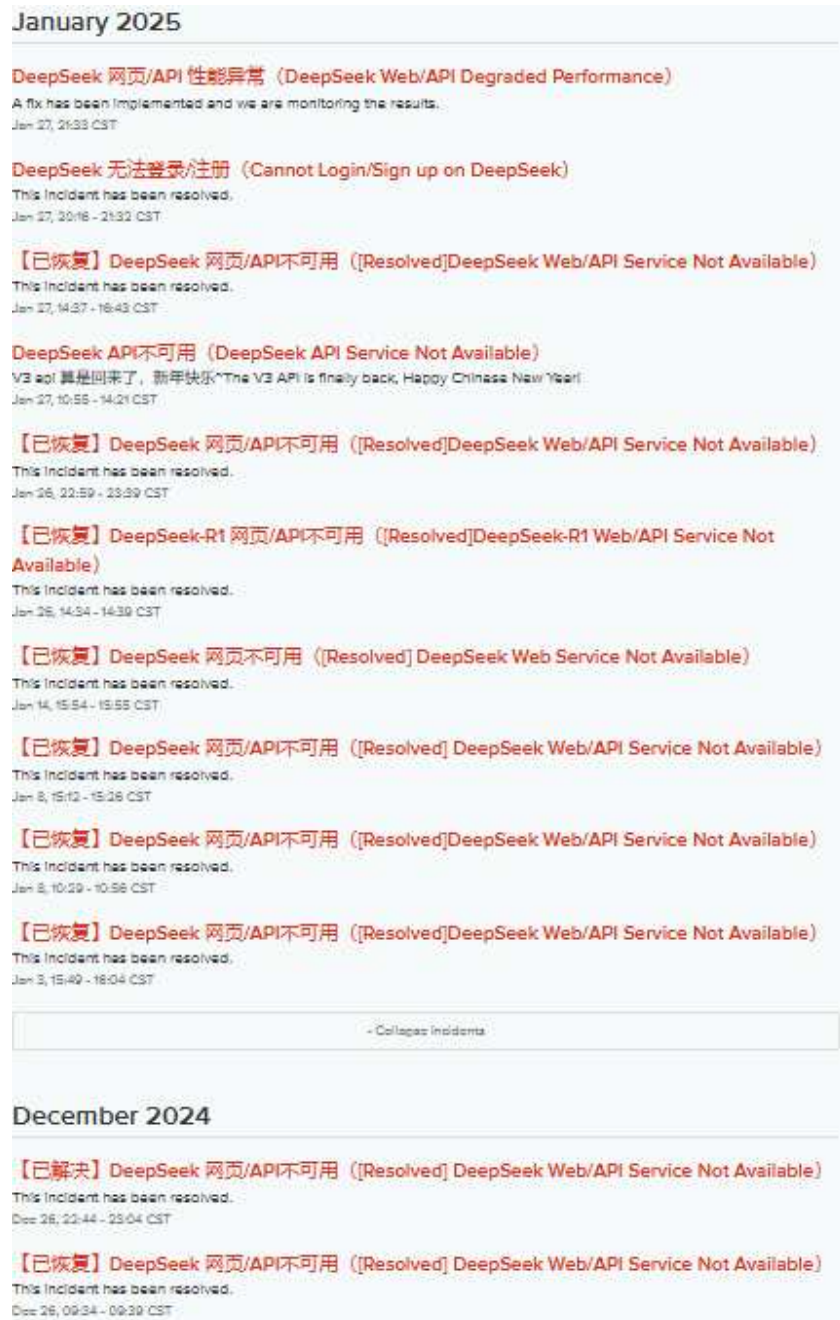 January 2025
DeepSeek 网页/API 性能异常（DeepSeek Web/API Degraded Performance）
A fix has been implemented and we are monitoring the results.
Jan 27, 21:33 CST
DeepSeek 无法登录/注册（Cannot Login/Sign up on DeepSeek）
This incident has been resolved.
Jan 27, 20:16 - 21:32 CST
【已恢复】DeepSeek 网页/API不可用（[Resolved]DeepSeek Web/API Service Not Available）
This incident has been resolved.
Jan 27, 14:37 - 16:43 CST
DeepSeek API不可用（DeepSeek API Service Not Available）
V3 api 算是回来了，新年快乐~The V3 API is finally back, Happy Chinese New Year!
Jan 27, 10:55 - 14:21 CST
【已恢复】DeepSeek 网页/API不可用（[Resolved]DeepSeek Web/API Service Not Available）
This incident has been resolved.
Jan 26, 22:59 - 23:39 CST
【已恢复】DeepSeek-R1 网页/API不可用（[Resolved]DeepSeek-R1 Web/API Service Not
Available）
This incident has been resolved.
Jan 26, 14:34 - 14:39 CST
【已恢复】DeepSeek 网页不可用（[Resolved] DeepSeek Web Service Not Available）
This incident has been resolved.
Jan 14, 15:54 - 15:55 CST
【已恢复】DeepSeek 网页/API不可用（[Resolved] DeepSeek Web/API Service Not Available）
This incident has been resolved.
Jan 8, 15:12 - 15:26 CST
【已恢复】DeepSeek 网页/API不可用（[Resolved]DeepSeek Web/API Service Not Available）
This incident has been resolved.
Jan 8, 10:29 - 10:56 CST
【已恢复】DeepSeek 网页/API不可用（[Resolved]DeepSeek Web/API Service Not Available）
This incident has been resolved.
Jan 3, 15:49 - 16:04 CST
- Collapse Incidents
December 2024
【已解决】DeepSeek 网页/API不可用（[Resolved] DeepSeek Web/API Service Not Available）
This incident has been resolved.
Dec 26, 22:44 - 23:04 CST
【已恢复】DeepSeek 网页/API不可用（[Resolved] DeepSeek Web/API Service Not Available）
This incident has been resolved.
Dec 26, 09:34 - 09:39 CST